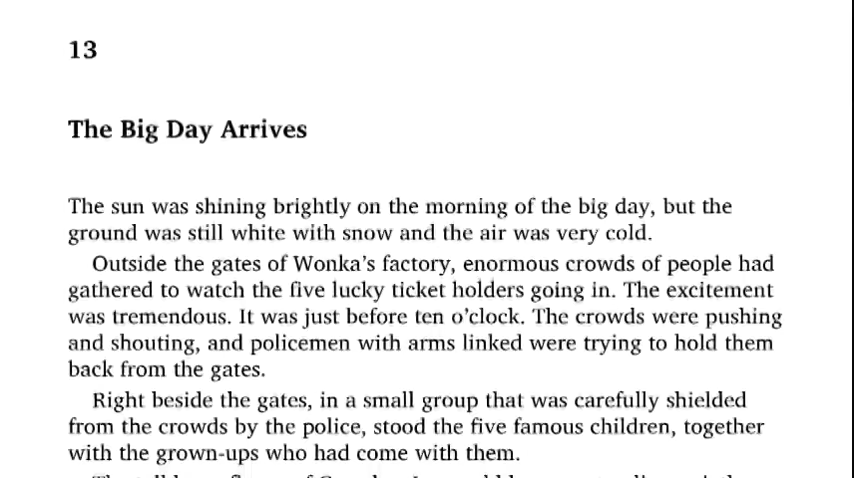 13
The Big Day Arrives
The sun was shining brightly on the morning of the big day, but the
ground was still white with snow and the air was very cold.
Outside the gates of Wonka’s factory, enormous crowds of people had
gathered to watch the five lucky ticket holders going in. The excitement
was tremendous. It was just before ten o’clock. The crowds were pushing
and shouting, and policemen with arms linked were trying to hold them
back from the gates.
Right beside the gates, in a small group that was carefully shielded
from the crowds by the police, stood the five famous children, together
with the grown-ups who had come with them.